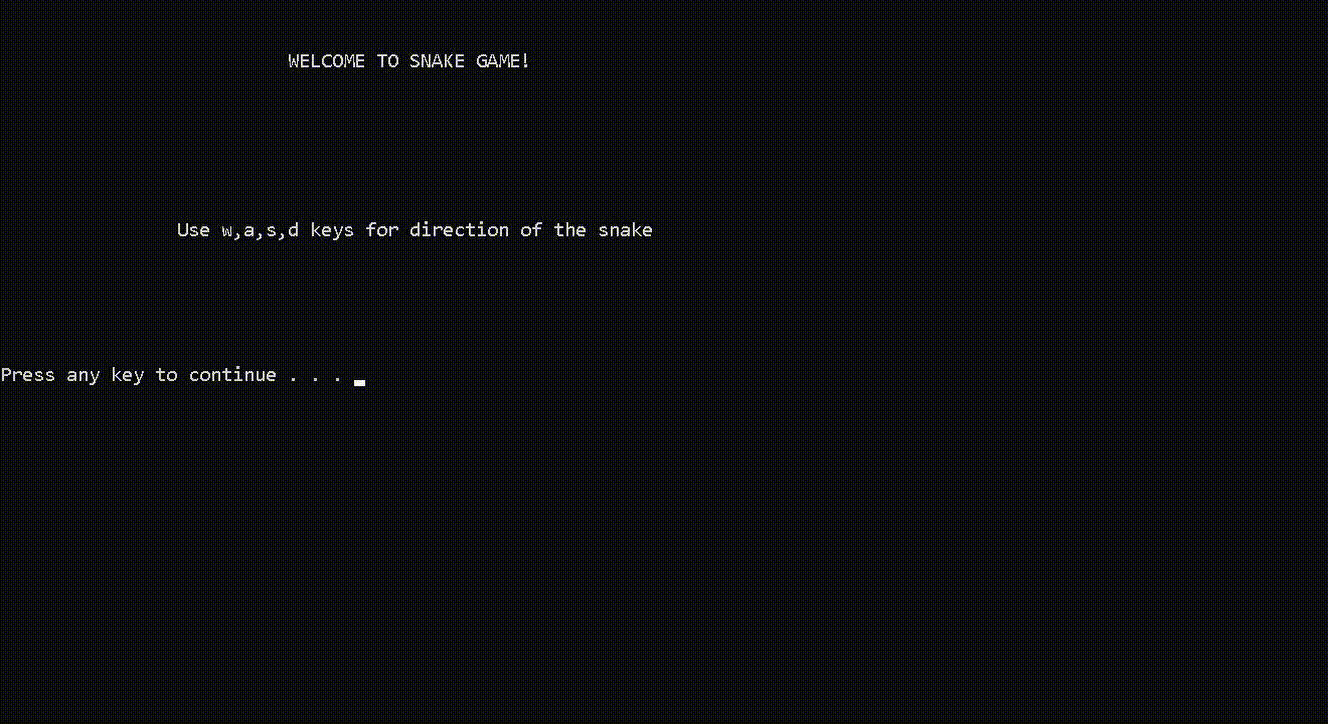 WELCOME TO SNAKE GAME!
Use w,a,s,d keys for direction of the snake
Press any key to continue . . .